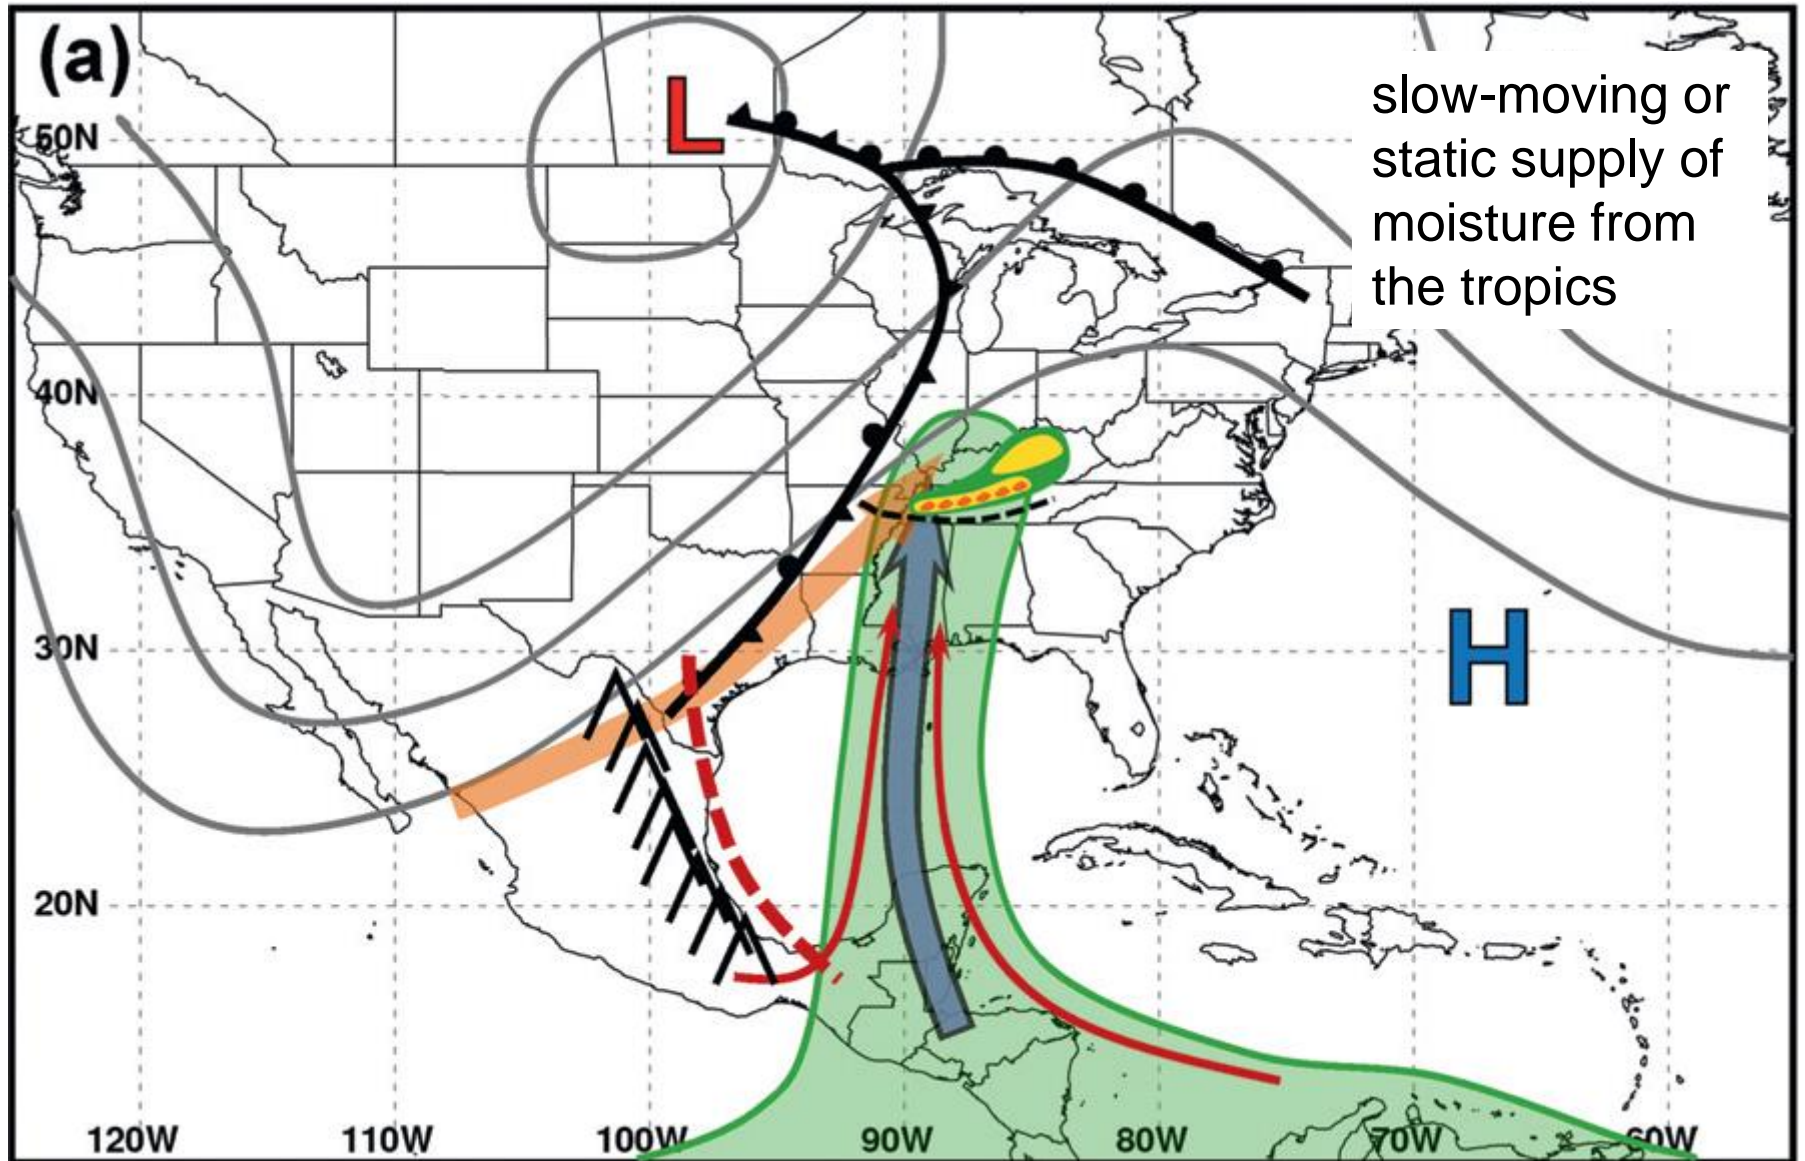 (a)
L
slow-moving or
static supply of
moisture from
the tropics
50N
40N
30N
H
20N
120W 110W 100W 90W 80W 70W 60W